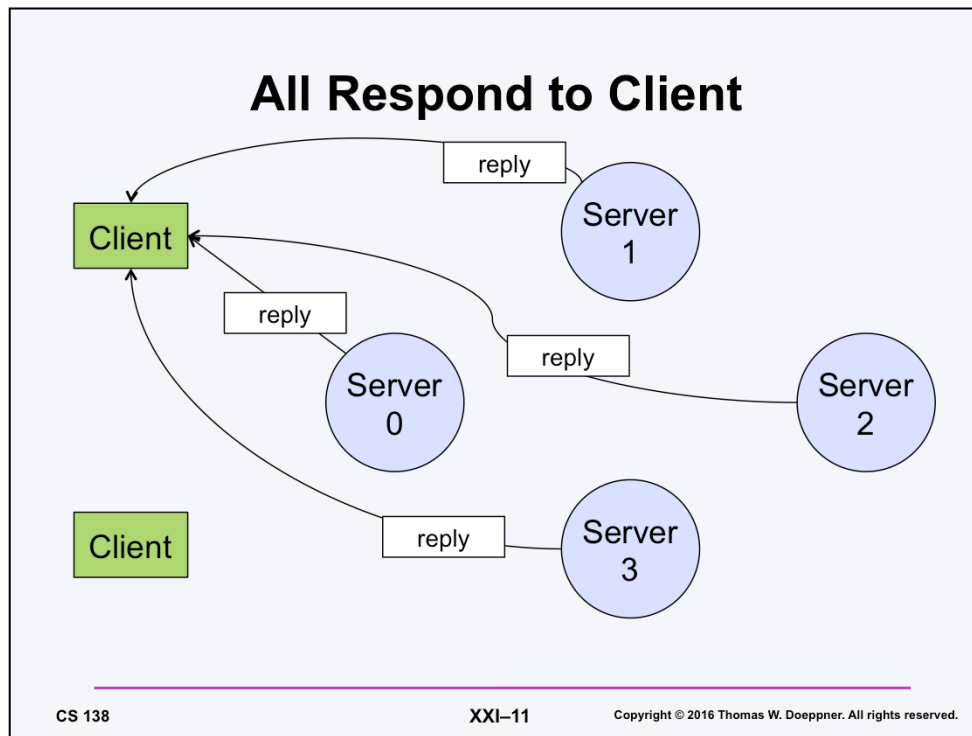 All Respond to Client
reply
Server
1
Client
reply
reply
Server
0
Server
2
Client
reply
Server
3
CS 138
XXI–11
Copyright © 2016 Thomas W. Doeppner. All rights reserved.